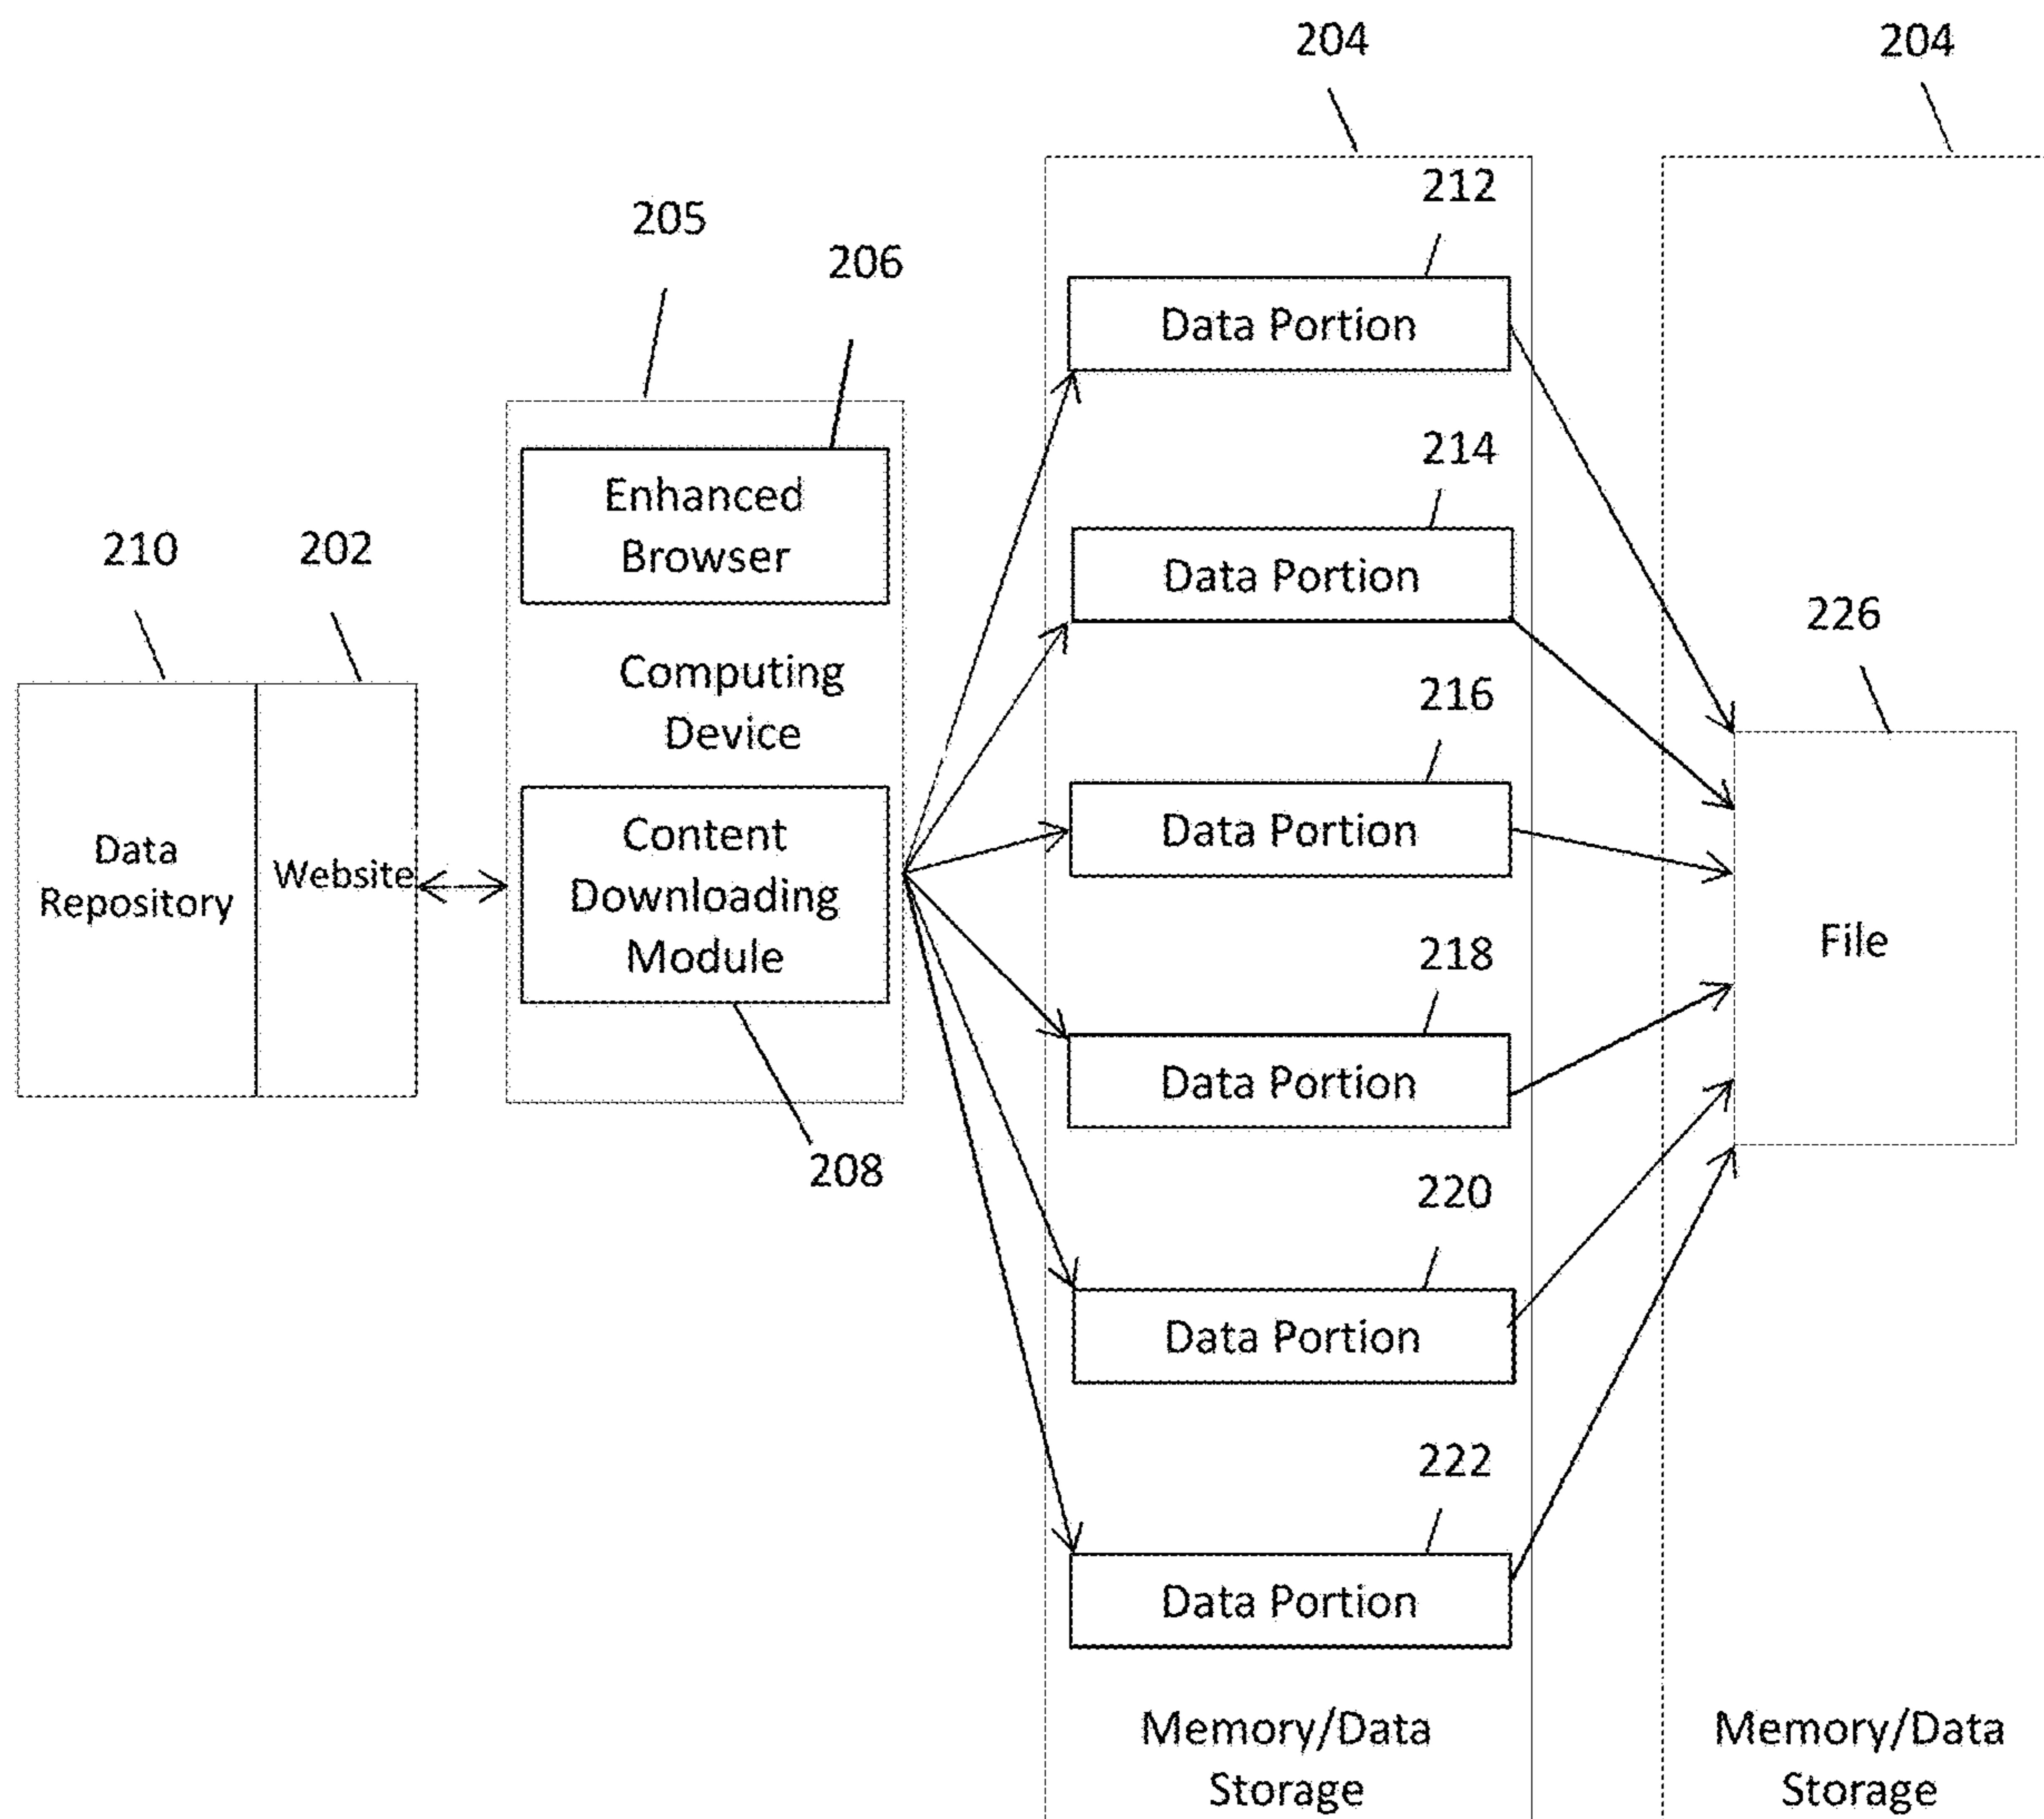 204
204
212
205
206
Data Portion
214
Enhanced
Browser
210
202
Data Portion
226
Computing
Device
216
Data
Repository
Website
Content
Downloading
Module
Data Portion
File
218
Data Portion
208
220
Data Portion
222
Data Portion
Memory/Data
Storage
Memory/Data
Storage